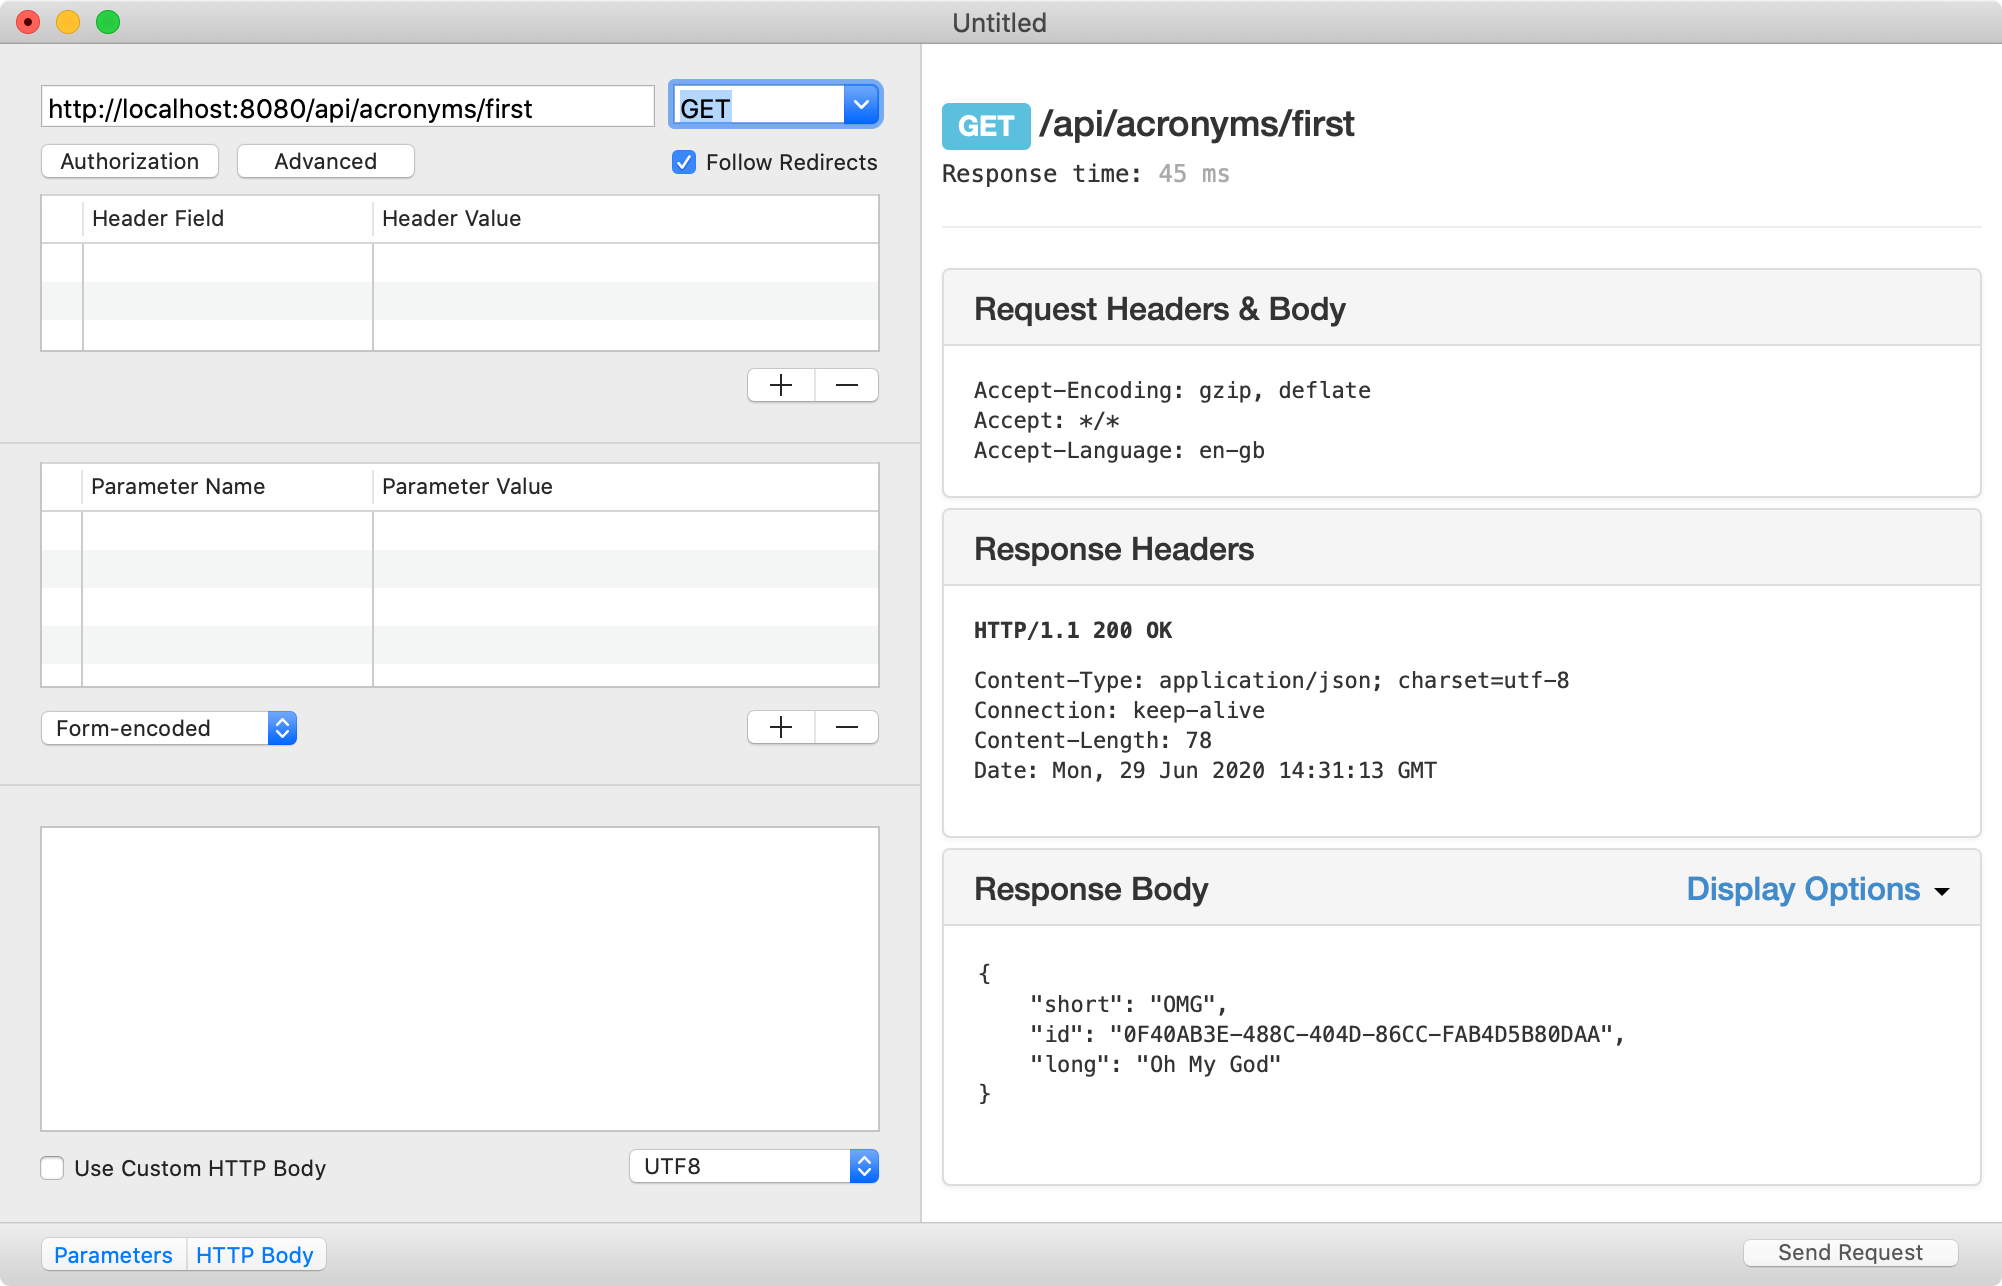 Untitled
http://localhost:8080/api/acronyms/first
GET
Authorization
Advanced
Follow Redirects
Header Field
Header Value
Parameter Name
Parameter Value
Form-encoded
Use Custom HTTP Body
UTF8
Parameters
HTTP Body
GET /api/acronyms/first
Response time: 45 ms
Request Headers & Body
Accept-Encoding: gzip, deflate
Accept: */*
Accept-Language: en-gb
Response Headers
HTTP/1.1 200 OK
Content-Type: application/json; charset=utf-8
Connection: keep-alive
Content-Length: 78
Date: Mon, 29 Jun 2020 14:31:13 GMT
Response Body
Display Options
{
"short": "OMG",
"id": "0F40AB3E-488C-404D-86CC-FAB4D5B80DAA",
"long": "Oh My God"
}
Send Request